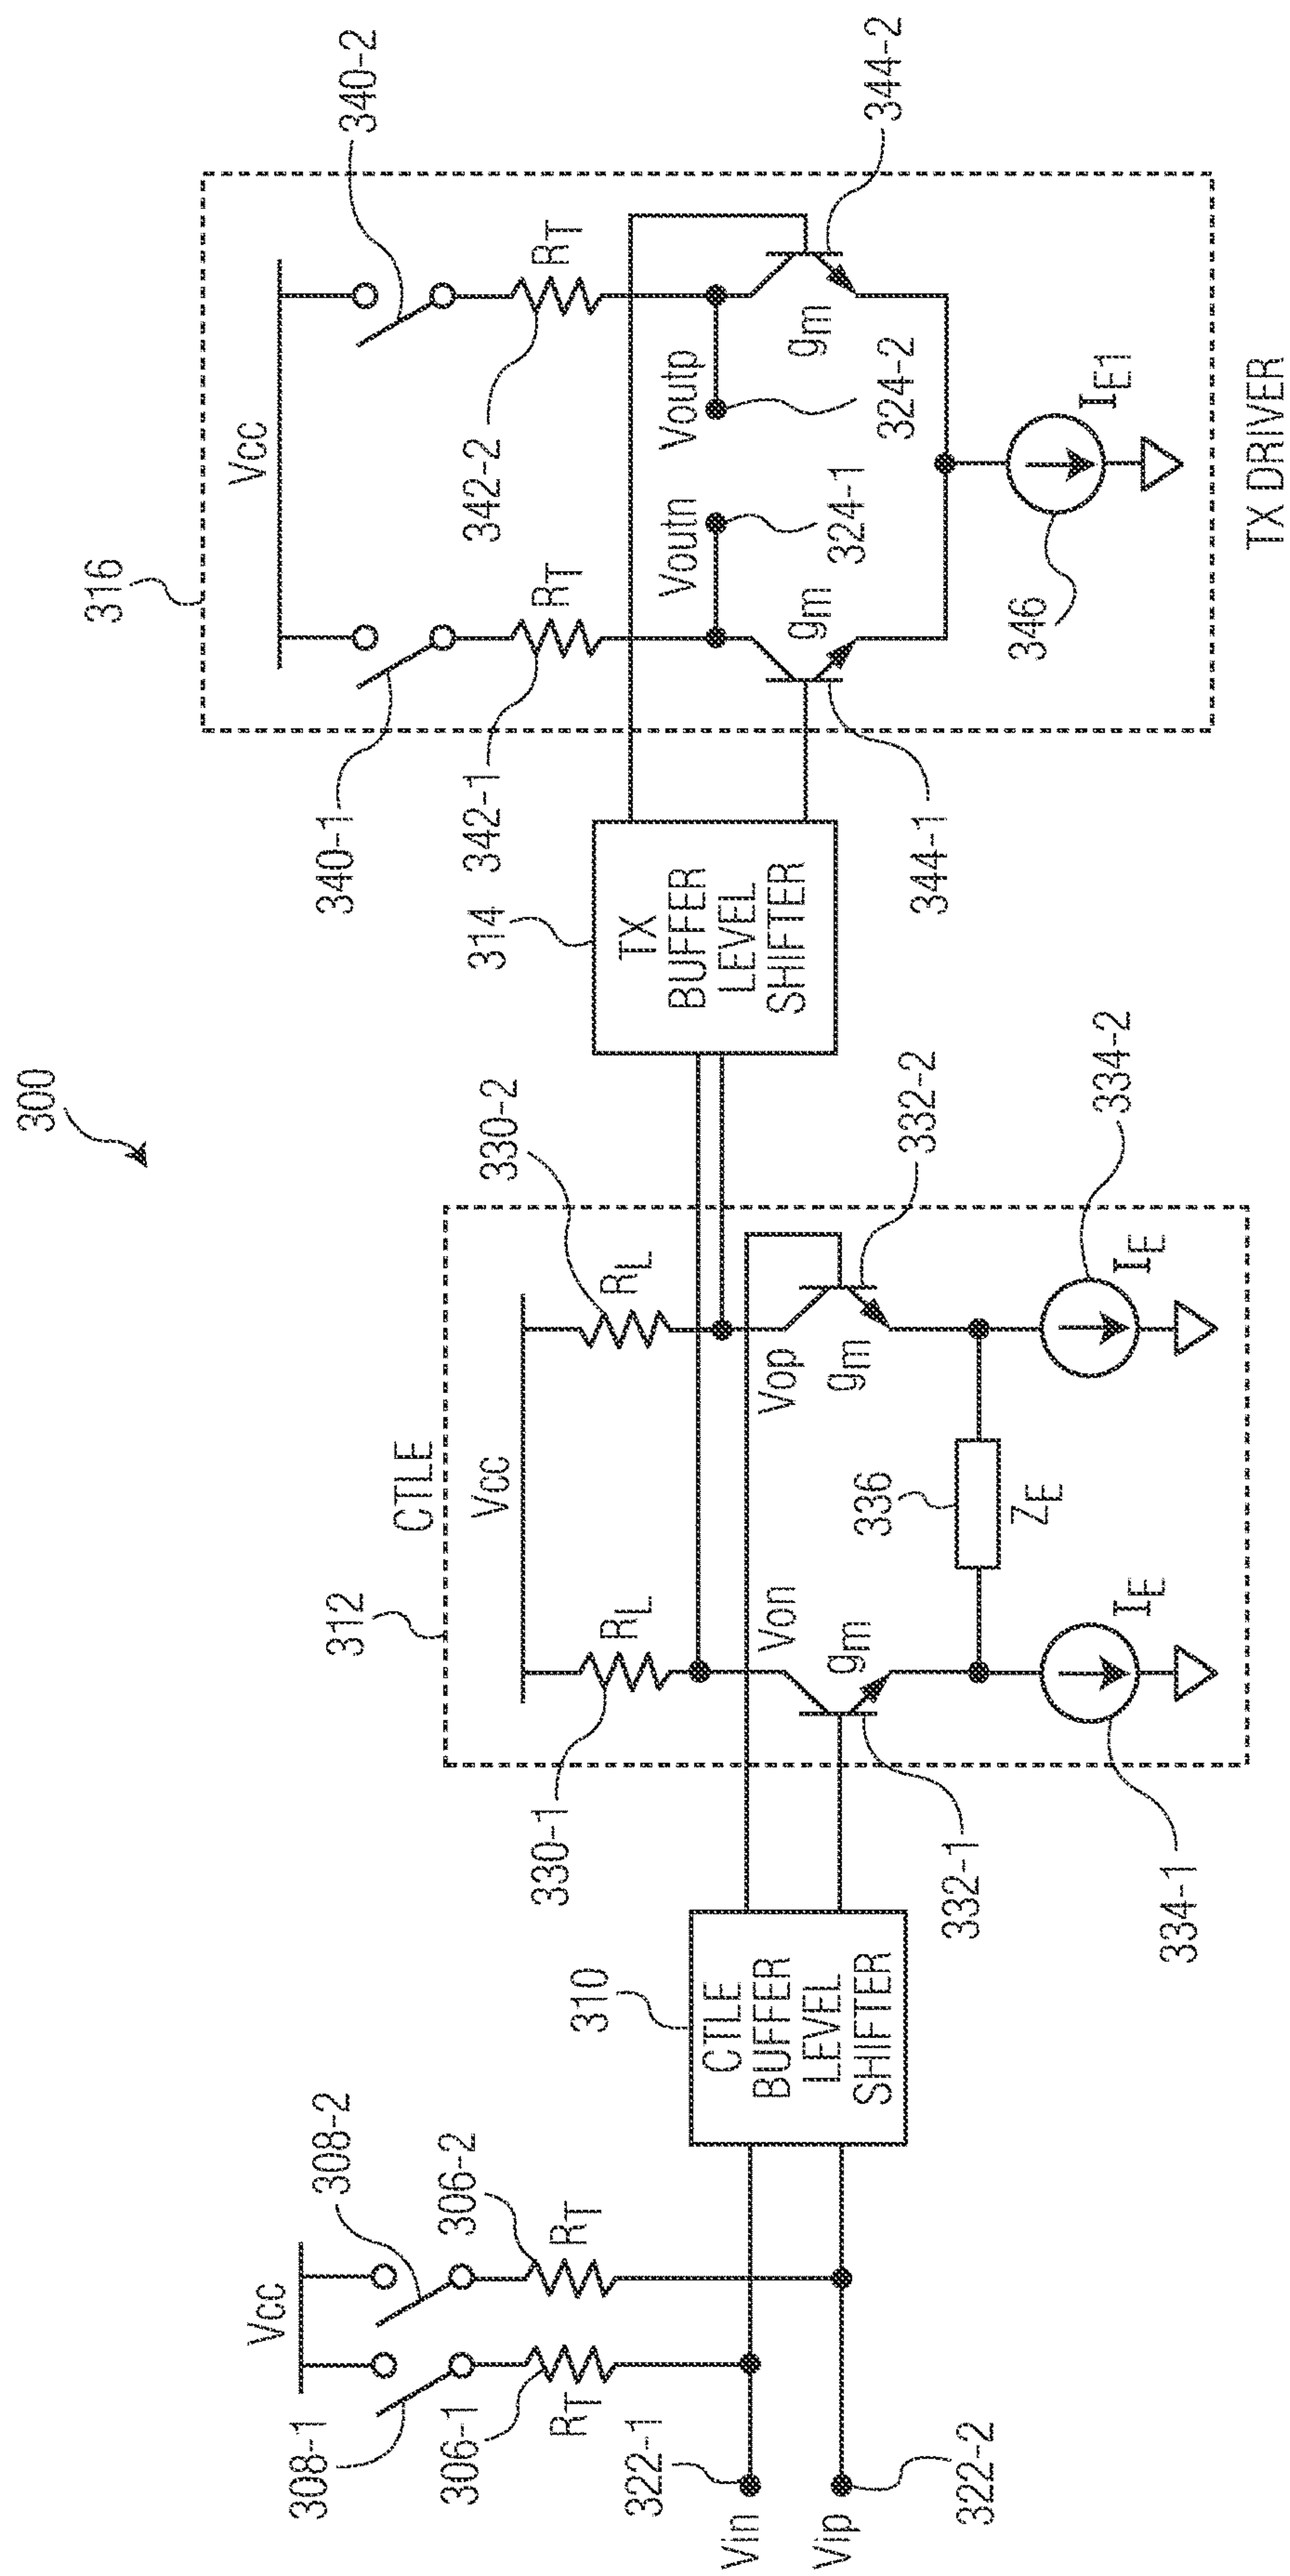 300
Vcc
308-1
308-2
306-1
306-2
RT
RT
Vin
322-1
Vip
322-2
310
CTLE
BUFFER
LEVEL
SHIFTER
312
CTLE
Vcc
330-1
RL
330-2
RL
Von
Vop
gm
gm
332-1
332-2
336
ZE
334-1
IE
334-2
IE
314
TX
BUFFER
LEVEL
SHIFTER
316
Vcc
340-1
340-2
342-1
RT
342-2
RT
Voutn
324-1
Voutp
324-2
gm
gm
344-1
344-2
346
IE1
TX DRIVER